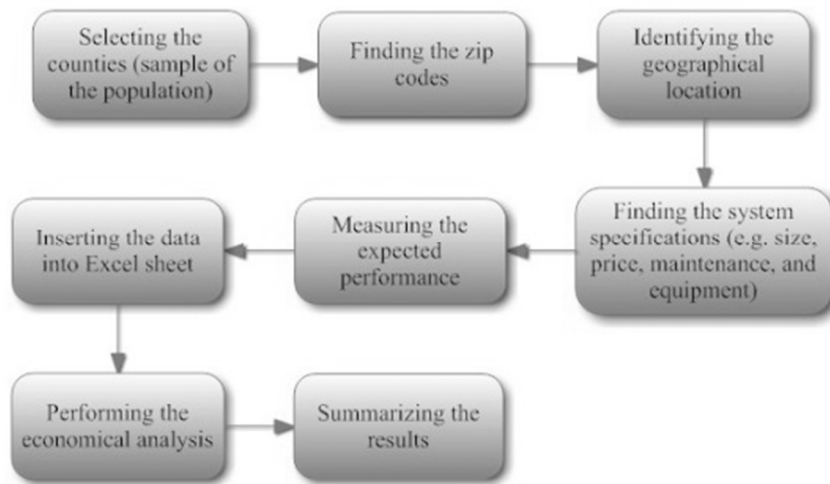 Selecting the
counties (sample of
the population)
Finding the zip
codes
Identifying the
geographical
location
Finding the system
specifications (e.g. size,
price, maintenance, and
equipment)
Measuring the
expected
performance
Inserting the data
into Excel sheet
Performing the
economical analysis
Summarizing the
results